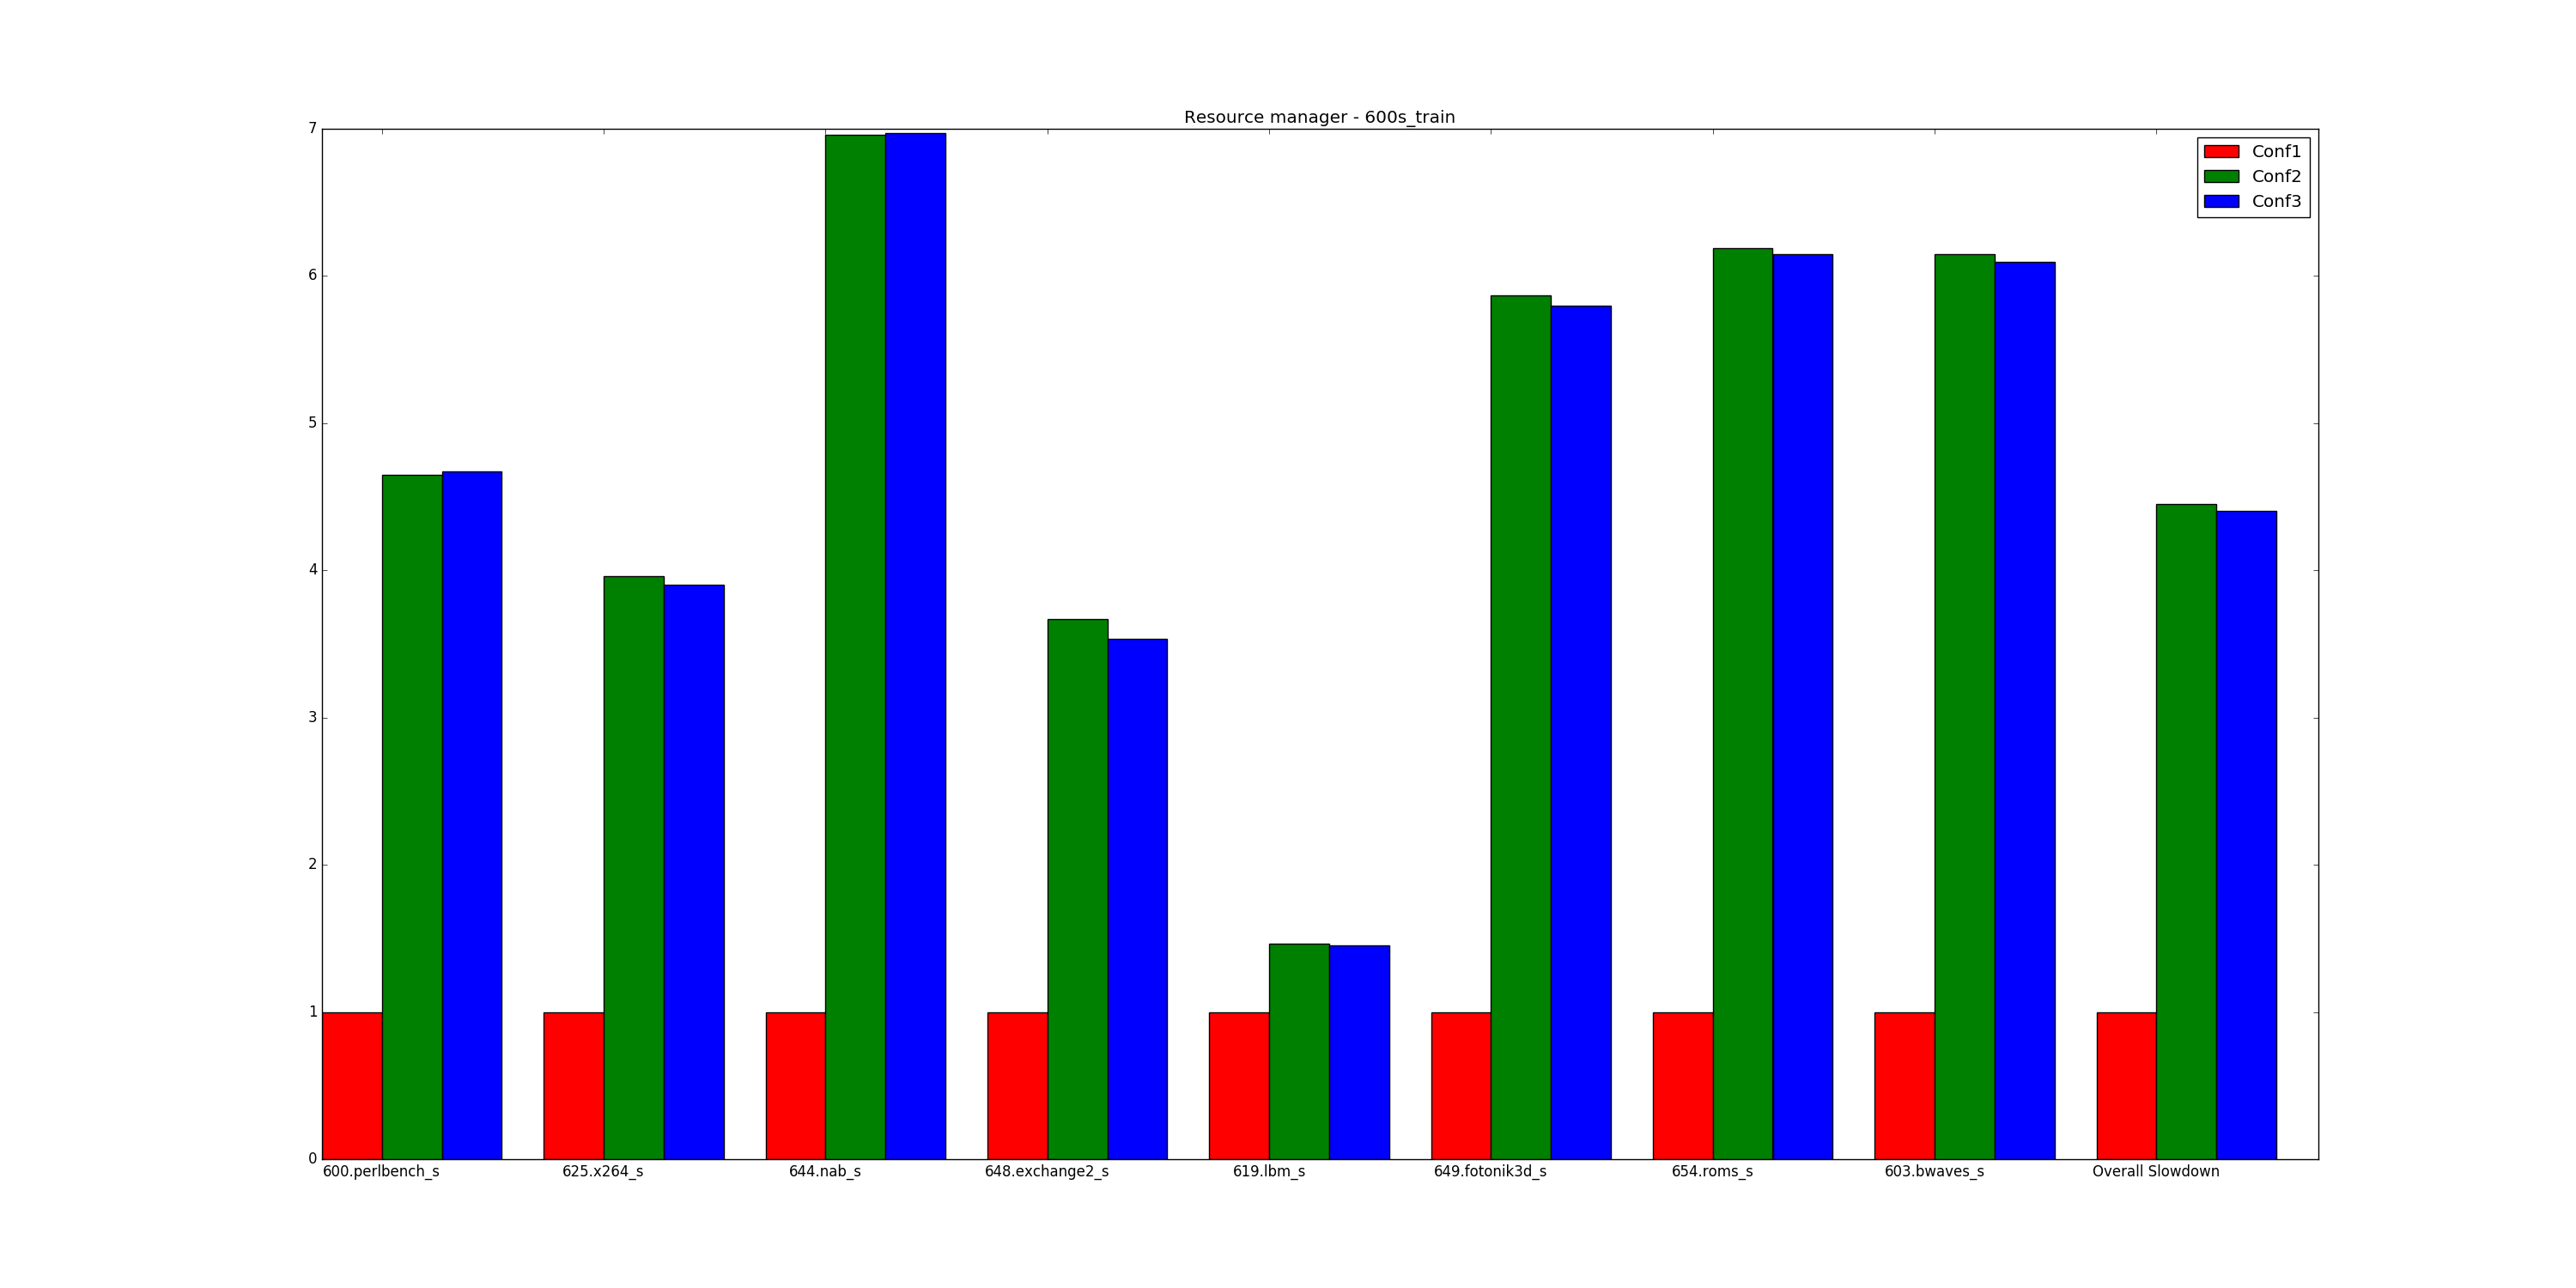 Resource manager - 600s_train
Conf1
Conf2
Conf3
7
6
5
4
3
2
1
0
600.perlbench_s 625.x264_s 644.nab_s 648.exchange2_s 619.lbm_s 649.fotonik3d_s 654.roms_s 603.bwaves_s Overall Slowdown